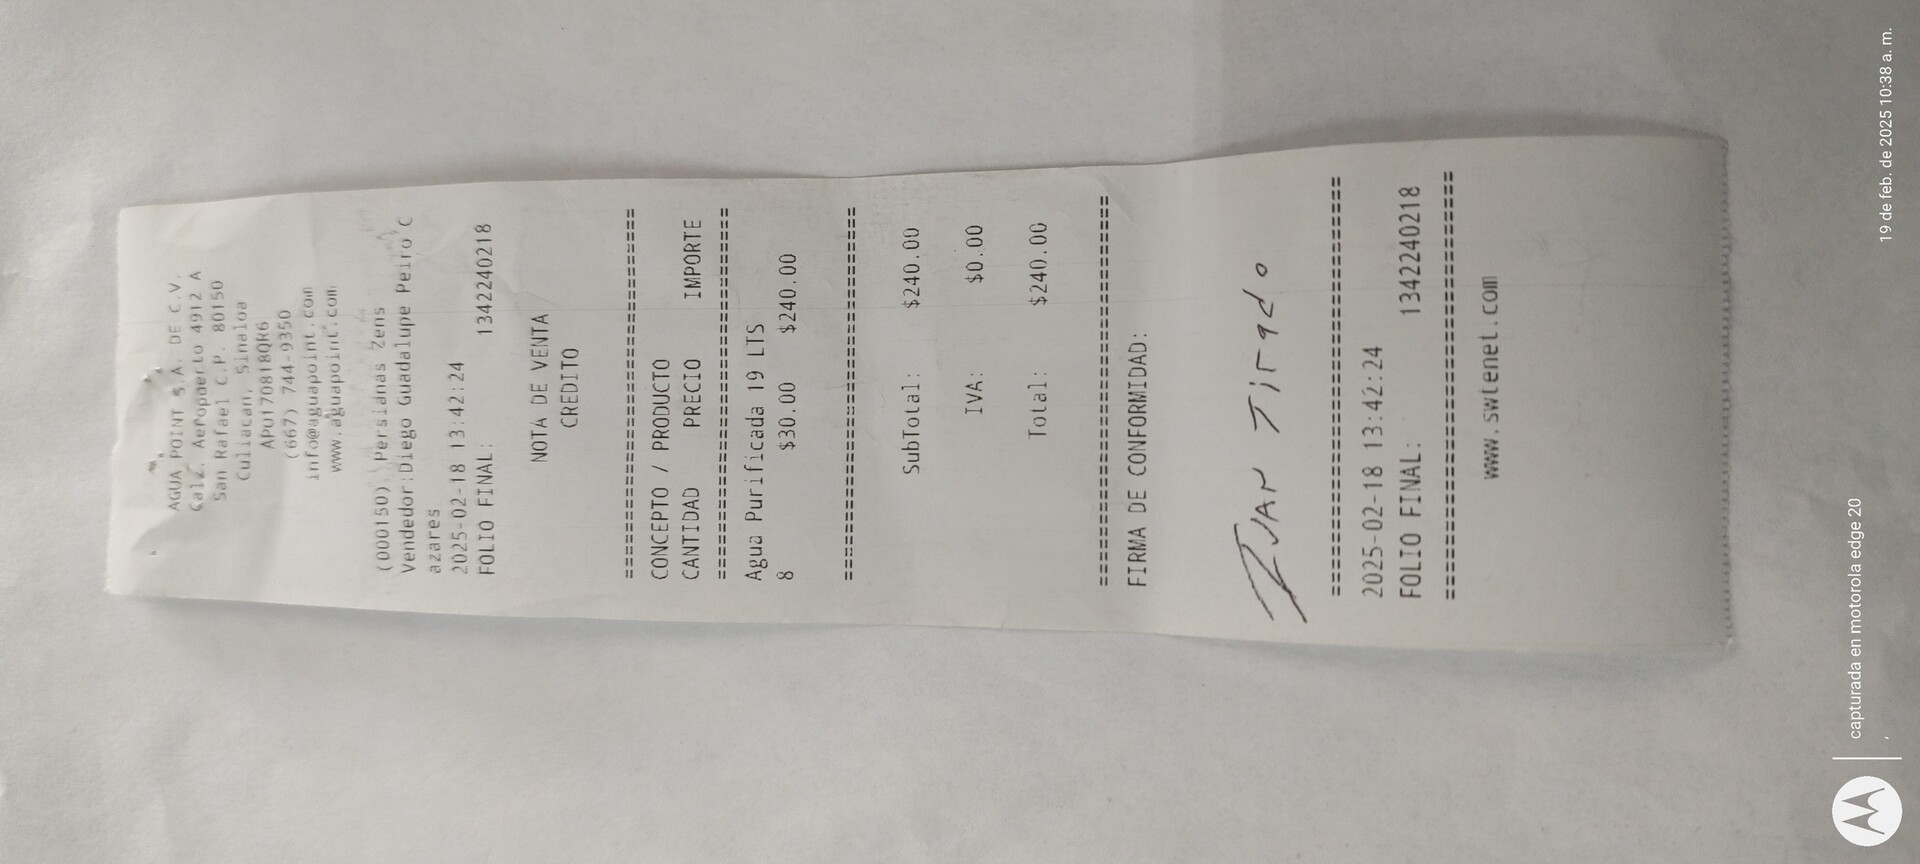 AGUA POINT S.A. DE C.V.
Calz. Aeropuerto 4912 A
San Rafael C.P. 80150
Culiacan, Sinaloa
APU170818QR6
(667) 744-9350
info@aguapoint.com
www.aguapoint.com
(000150) Persianas Zens
Vendedor:Diego Guadalupe Peiro C
azares
2025-02-18 13:42:24
FOLIO FINAL: 1342240218
NOTA DE VENTA
CREDITO
================================
CONCEPTO / PRODUCTO
CANTIDAD PRECIO IMPORTE
================================
Agua Purificada 19 LTS
8 $30.00 $240.00
================================
SubTotal: $240.00
IVA: $0.00
Total: $240.00
================================
FIRMA DE CONFORMIDAD:
JUAN Tirado
================================
2025-02-18 13:42:24
FOLIO FINAL: 1342240218
================================
www.swtenet.com
capturada en motorola edge 20
19 de feb. de 2025 10:38 a. m.